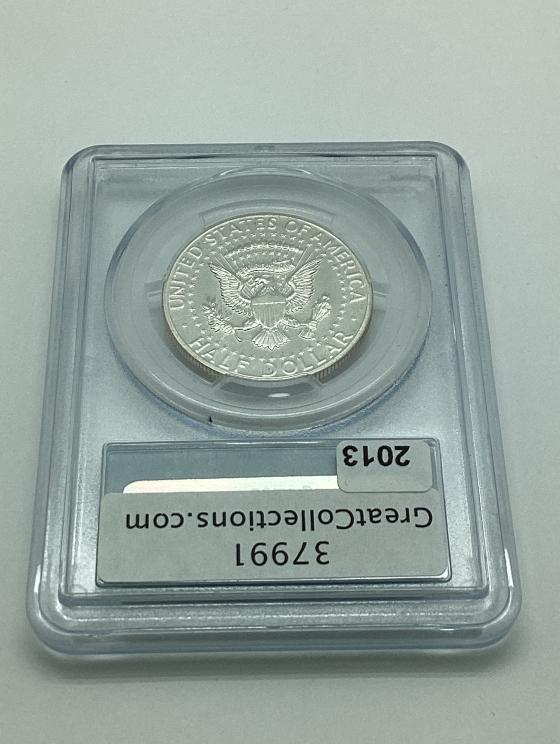 UNITED STATES OF AMERICA
HALF DOLLAR
37991
GreatCollections.com
2013